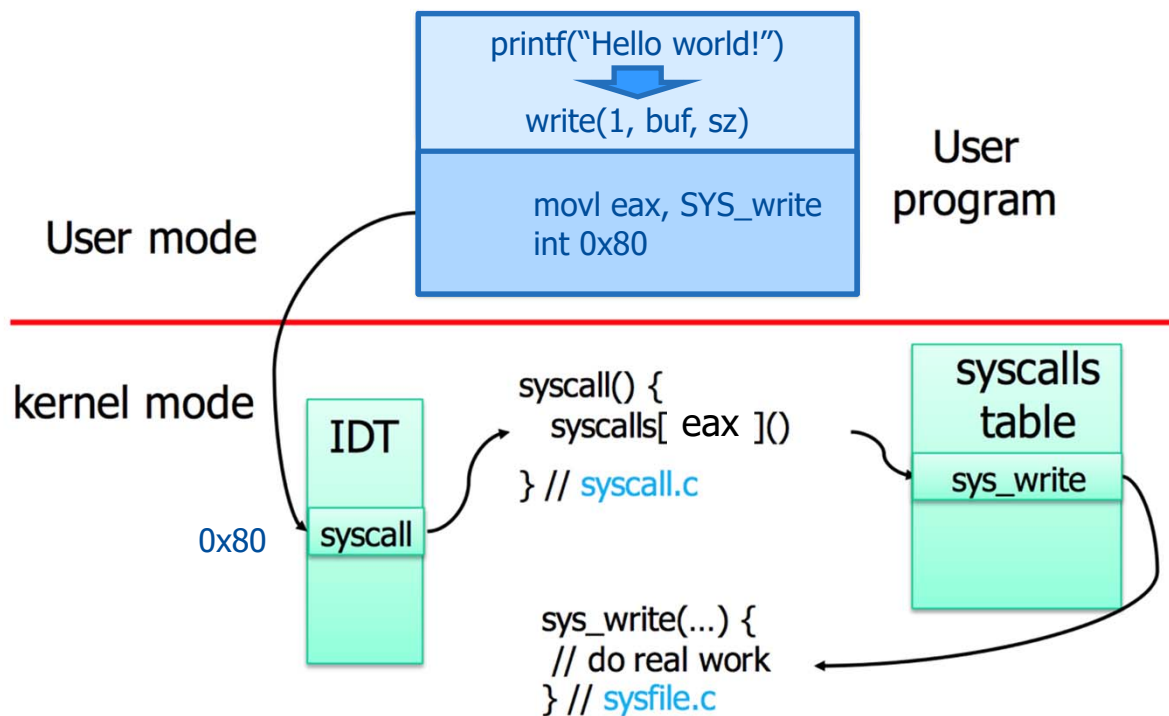 printf(“Hello world!”)
write(1, buf, sz)
movl eax, SYS_write
int 0x80
User
program
User mode
kernel mode
IDT
0x80
syscall
syscall() {
syscalls[ eax ]()
} // syscall.c
syscalls
table
sys_write
sys_write(...) {
// do real work
} // sysfile.c